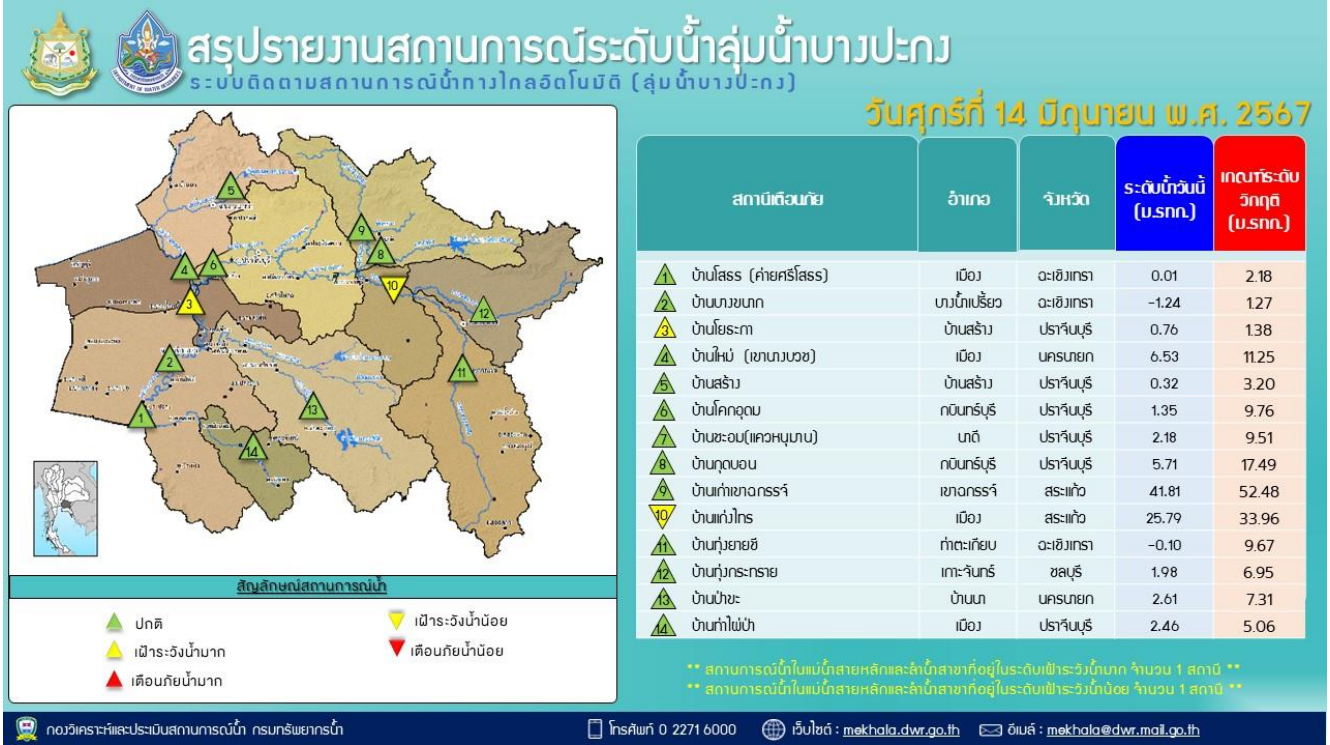 สรุปรายงานสถานการณ์ระดับน้ำลุ่มน้ำบางปะกง
ระบบติดตามสถานการณ์น้ำทางไกลอัตโนมัติ (ลุ่มน้ำบางปะกง)
วันศุกร์ที่ 14 มิถุนายน พ.ศ. 2567
สถานีเตือนภัย อำเภอ จังหวัด ระดับน้ำวันนี้ (ม.รทก.) เกณฑ์ระดับวิกฤติ (ม.รทก.)
1 บ้านโสธร (ค่ายศรีโสธร) เมือง ฉะเชิงเทรา 0.01 2.18
2 บ้านบางขนาก บางน้ำเปรี้ยว ฉะเชิงเทรา -1.24 1.27
3 บ้านโยธะกา บ้านสร้าง ปราจีนบุรี 0.76 1.38
4 บ้านใหม่ (เขานางบวช) เมือง นครนายก 6.53 11.25
5 บ้านสร้าง บ้านสร้าง ปราจีนบุรี 0.32 3.20
6 บ้านโคกอุดม กบินทร์บุรี ปราจีนบุรี 1.35 9.76
7 บ้านชะอม(แควหนุมาน) นาดี ปราจีนบุรี 2.18 9.51
8 บ้านกุดบอน กบินทร์บุรี ปราจีนบุรี 5.71 17.49
9 บ้านเก่าเขาฉกรรจ์ เขาฉกรรจ์ สระแก้ว 41.81 52.48
10 บ้านแก่งไทร เมือง สระแก้ว 25.79 33.96
11 บ้านทุ่งยายชี ท่าตะเกียบ ฉะเชิงเทรา -0.10 9.67
12 บ้านทุ่งกระทราย เกาะจันทร์ ชลบุรี 1.98 6.95
13 บ้านป่าขะ บ้านนา นครนายก 2.61 7.31
14 บ้านท่าไผ่ป่า เมือง ปราจีนบุรี 2.46 5.06
5
9
8
4
6
10
3
12
2
11
13
1
14
สัญลักษณ์สถานการณ์น้ำ
ปกติ
เฝ้าระวังน้ำน้อย
เฝ้าระวังน้ำมาก
เตือนภัยน้ำน้อย
เตือนภัยน้ำมาก
** สถานการณ์น้ำในแม่น้ำสายหลักและลำน้ำสาขาที่อยู่ในระดับเฝ้าระวังน้ำมาก จำนวน 1 สถานี **
** สถานการณ์น้ำในแม่น้ำสายหลักและลำน้ำสาขาที่อยู่ในระดับเฝ้าระวังน้ำน้อย จำนวน 1 สถานี **
กองวิเคราะห์และประเมินสถานการณ์น้ำ กรมทรัพยากรน้ำ
โทรศัพท์ 0 2271 6000
เว็บไซต์ : mekhala.dwr.go.th
อีเมล์ : mekhala@dwr.mail.go.th